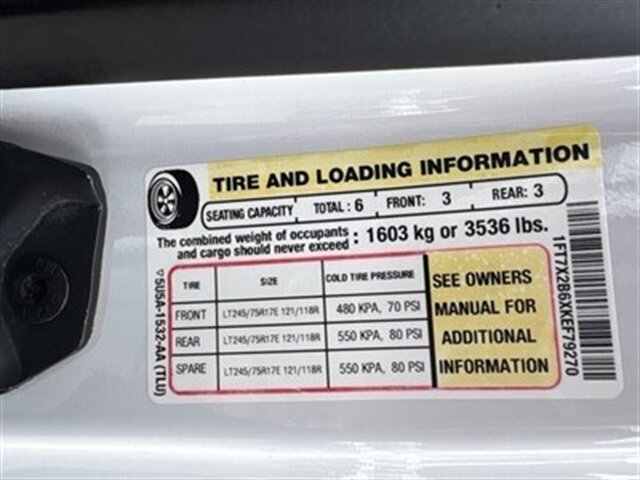 TIRE AND LOADING INFORMATION
SEATING CAPACITY TOTAL : 6 FRONT: 3 REAR: 3
The combined weight of occupants
and cargo should never exceed : 1603 kg or 3536 lbs.
TIRE SIZE COLD TIRE PRESSURE
FRONT LT245/75R17E 121/118R 480 KPA, 70 PSI
REAR LT245/75R17E 121/118R 550 KPA, 80 PSI
SPARE LT245/75R17E 121/118R 550 KPA, 80 PSI
SEE OWNERS
MANUAL FOR
ADDITIONAL
INFORMATION
▽ 5U5A-1532-AA (TLU)
1FT7X2B6XKEF79270